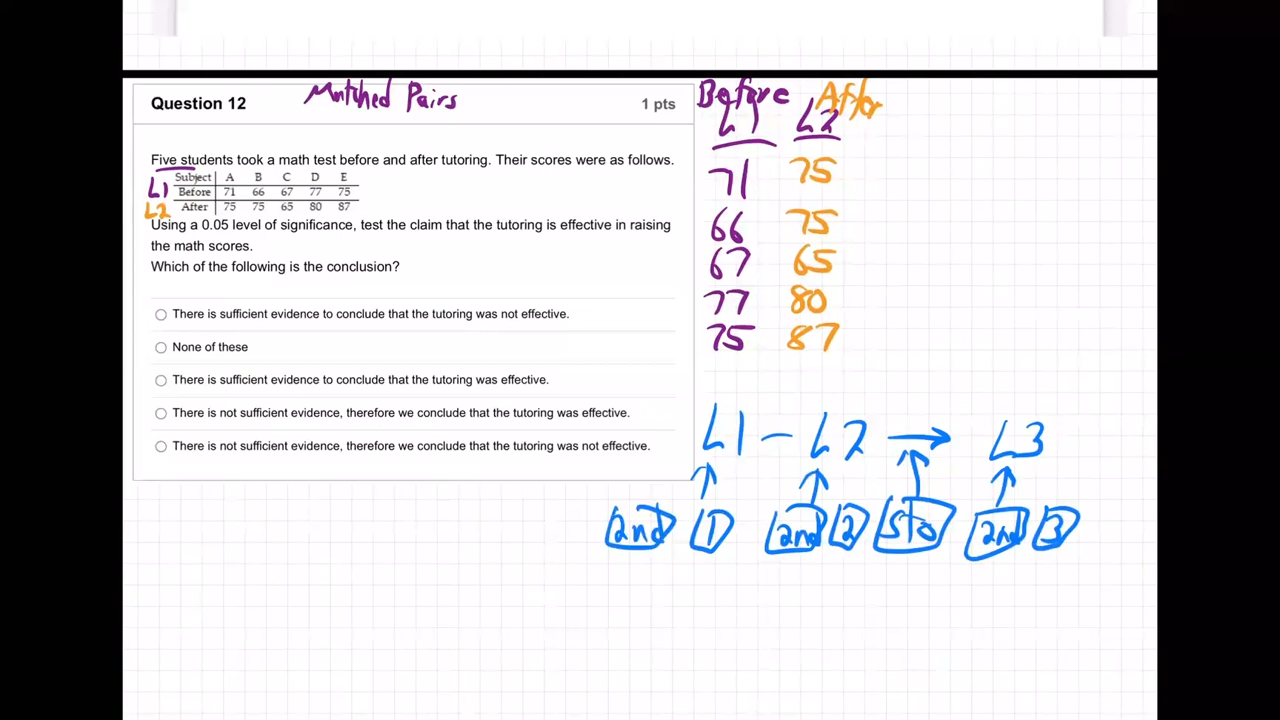 Question 12 Matched Pairs 1 pts
Before After
L1 L2
Five students took a math test before and after tutoring. Their scores were as follows.
Subject A B C D E
L1 Before 71 66 67 77 75
L2 After 75 75 65 80 87
Using a 0.05 level of significance, test the claim that the tutoring is effective in raising
the math scores.
Which of the following is the conclusion?
There is sufficient evidence to conclude that the tutoring was not effective.
None of these
There is sufficient evidence to conclude that the tutoring was effective.
There is not sufficient evidence, therefore we conclude that the tutoring was effective.
There is not sufficient evidence, therefore we conclude that the tutoring was not effective.
71 75
66 75
67 65
77 80
75 87
L1 - L2 → L3
2nd 1 2nd 2 STO 2nd 3